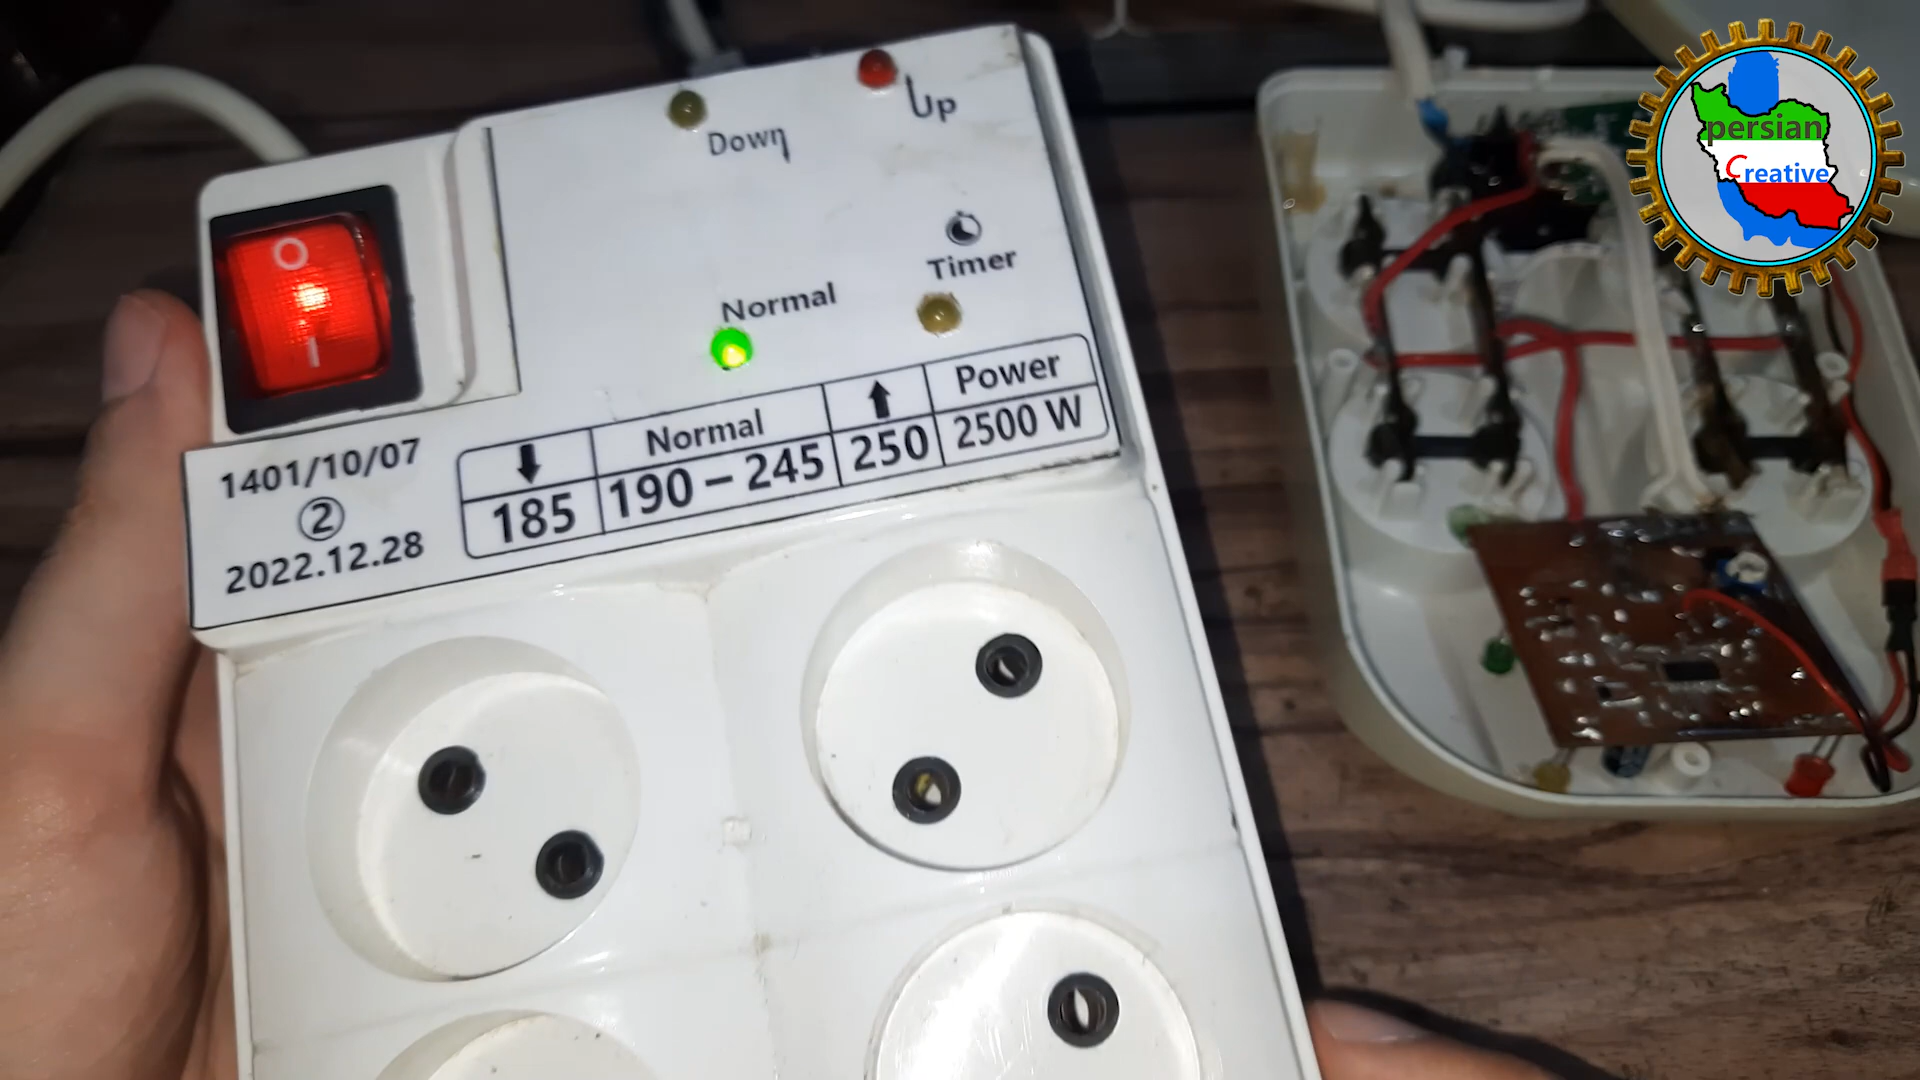 Down
Up
Timer
Normal
1401/10/07
②
2022.12.28
⬇ Normal ⬆ Power
185 190 – 245 250 2500 W
persian
Creative